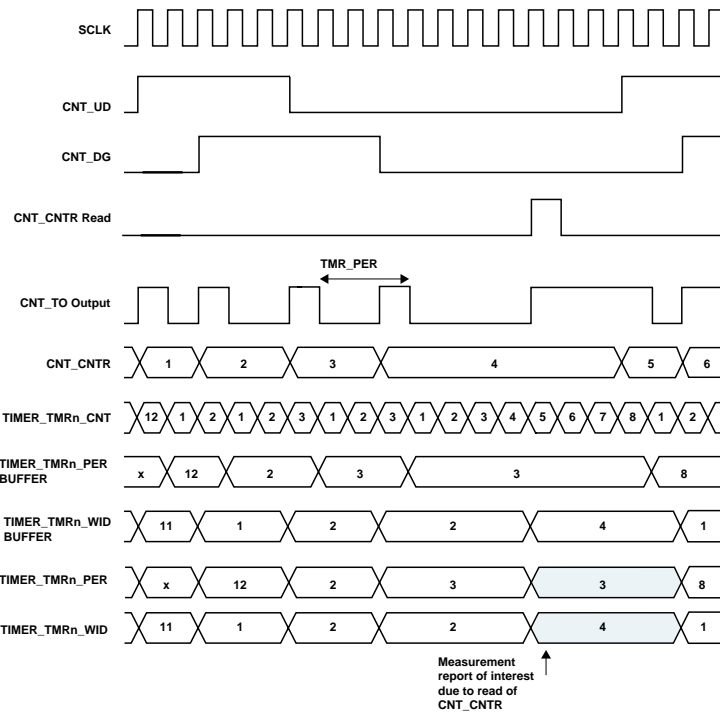 SCLK
CNT_UD
CNT_DG
CNT_CNTR Read
TMR_PER
CNT_TO Output
CNT_CNTR 1 2 3 4 5 6
TIMER_TMRn_CNT 12 1 2 1 2 3 1 2 3 1 2 3 4 5 6 7 8 1 2
TIMER_TMRn_PER
BUFFER
x 12 2 3 3 8
TIMER_TMRn_WID
BUFFER
11 1 2 2 4 1
TIMER_TMRn_PER x 12 2 3 3 8
TIMER_TMRn_WID 11 1 2 2 4 1
Measurement
report of interest
due to read of
CNT_CNTR